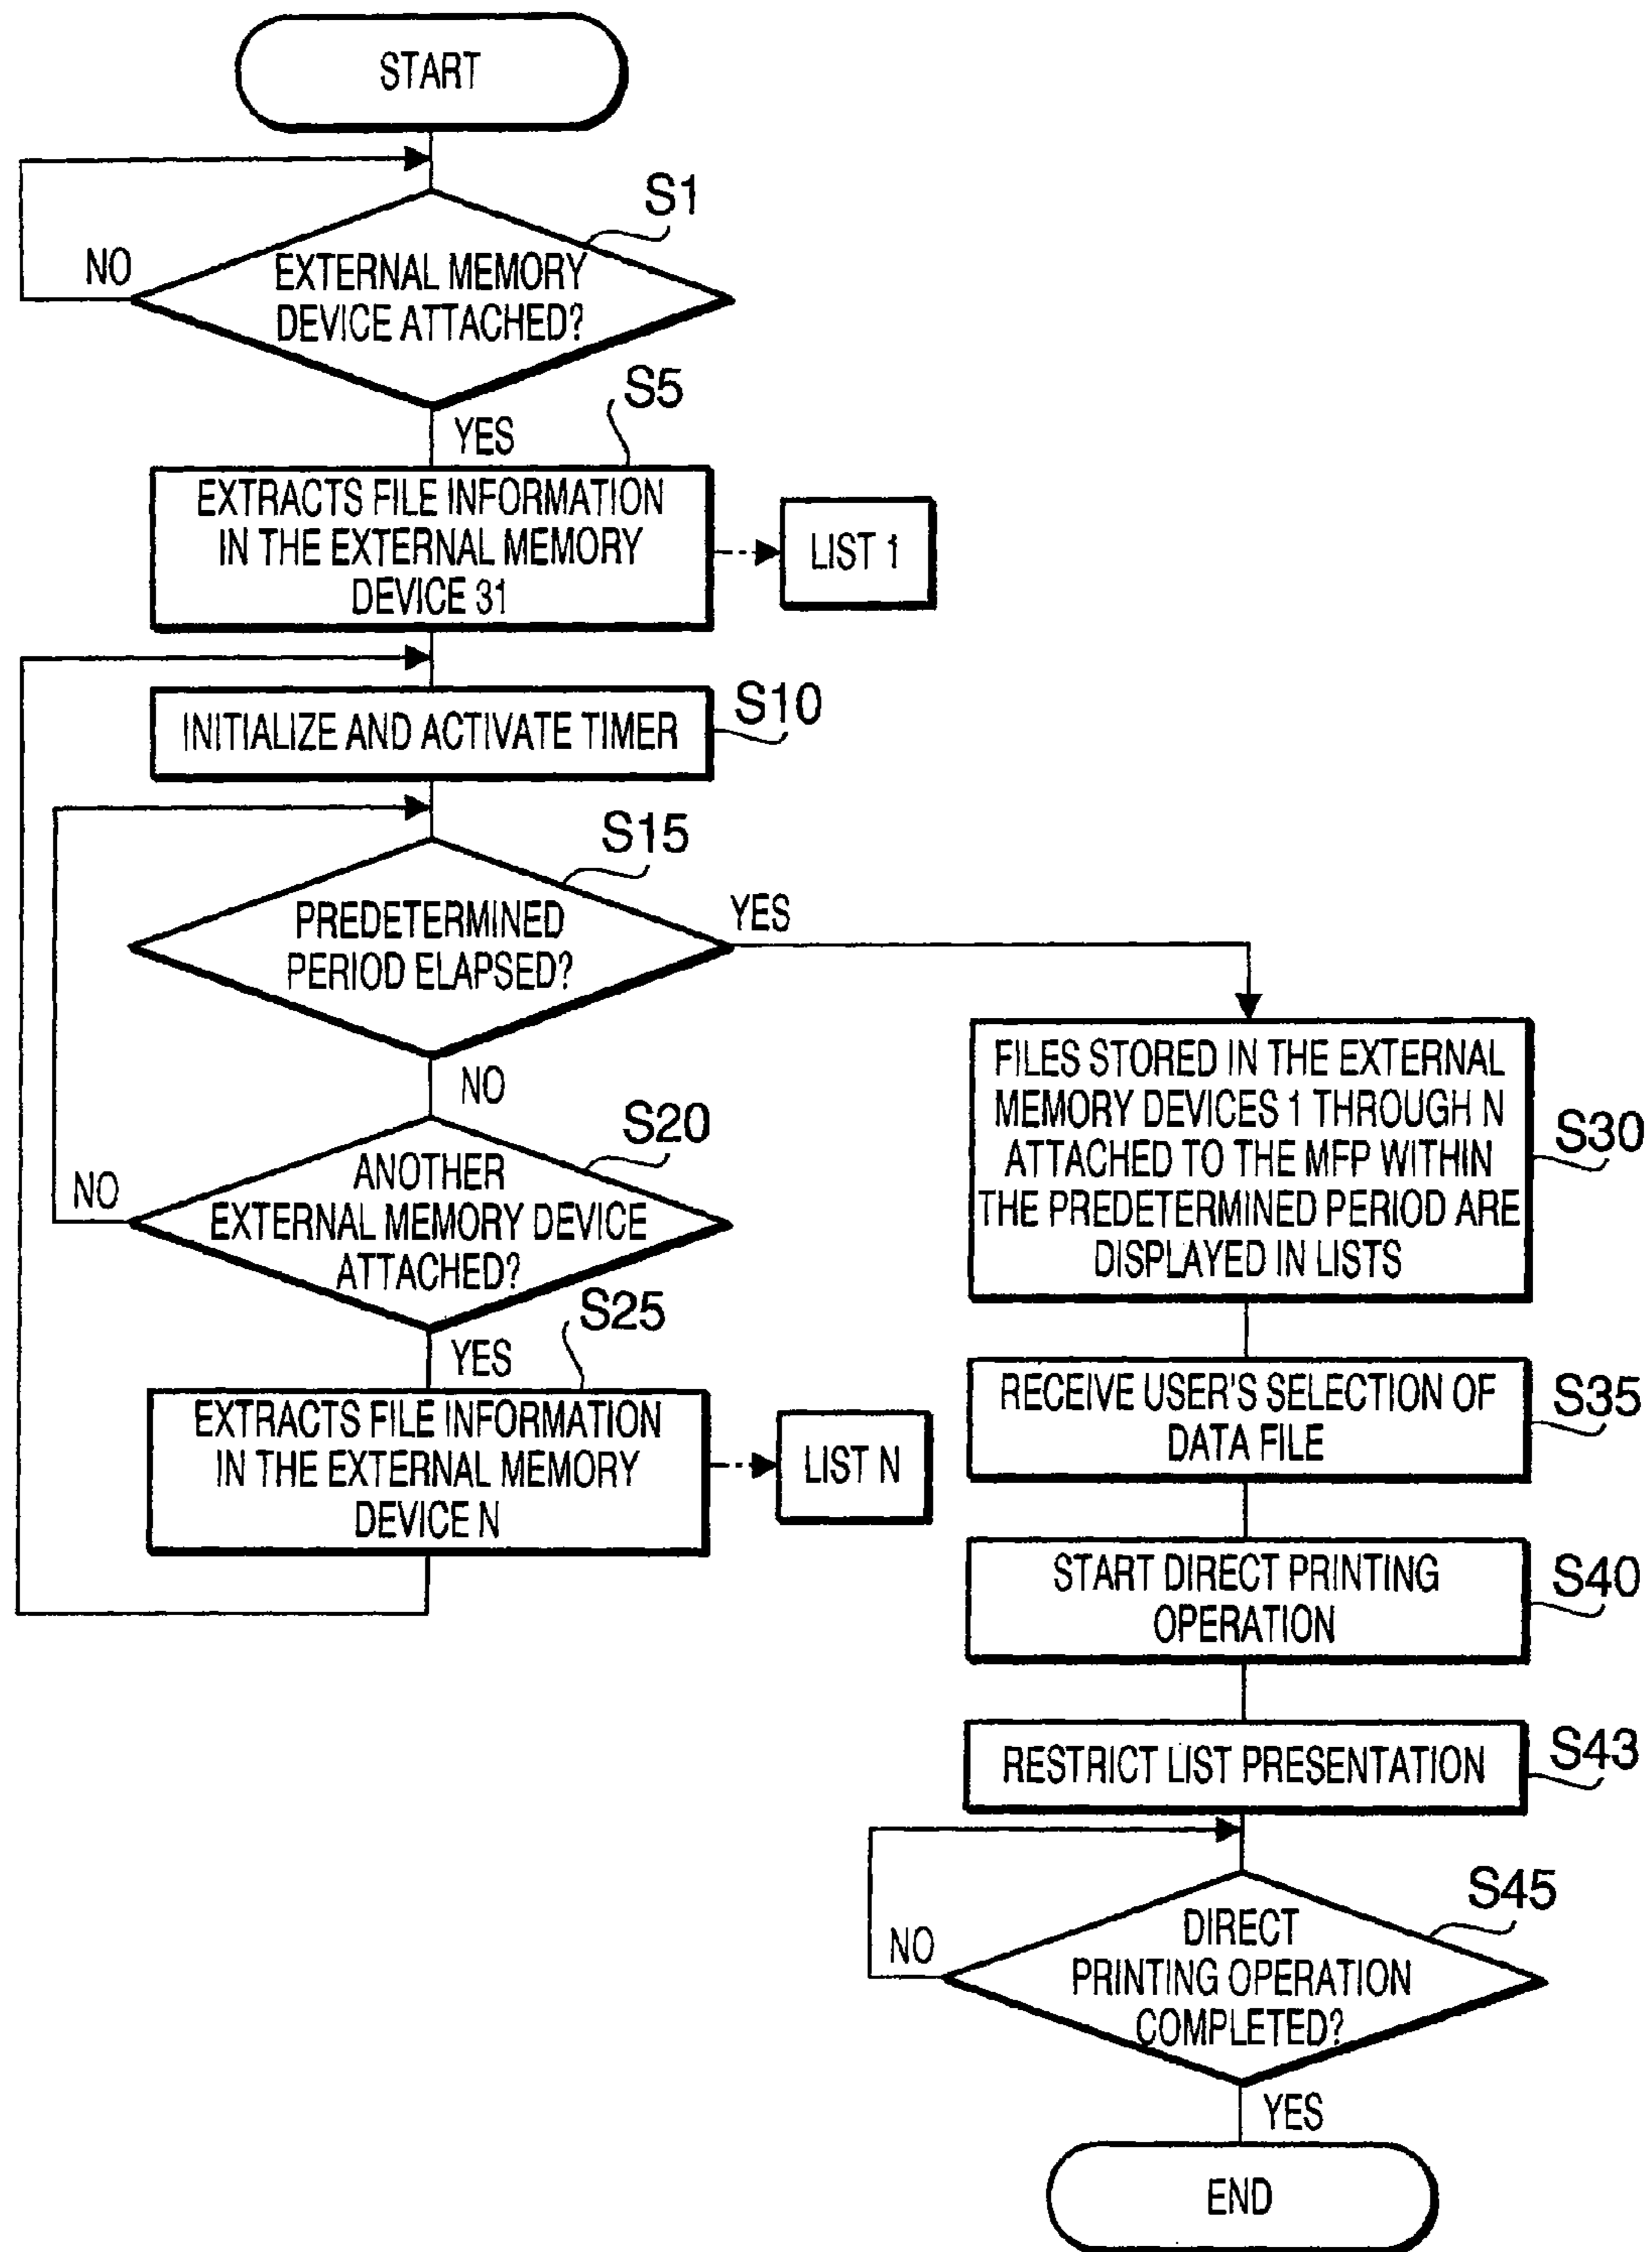 START
S1
NO
EXTERNAL MEMORY
DEVICE ATTACHED?
YES
S5
EXTRACTS FILE INFORMATION
IN THE EXTERNAL MEMORY
DEVICE 31
LIST 1
INITIALIZE AND ACTIVATE TIMER
S10
S15
PREDETERMINED
PERIOD ELAPSED?
YES
NO
S20
ANOTHER
EXTERNAL MEMORY DEVICE
ATTACHED?
NO
YES
S25
EXTRACTS FILE INFORMATION
IN THE EXTERNAL MEMORY
DEVICE N
LIST N
FILES STORED IN THE EXTERNAL
MEMORY DEVICES 1 THROUGH N
ATTACHED TO THE MFP WITHIN
THE PREDETERMINED PERIOD ARE
DISPLAYED IN LISTS
S30
RECEIVE USER'S SELECTION OF
DATA FILE
S35
START DIRECT PRINTING
OPERATION
S40
RESTRICT LIST PRESENTATION
S43
S45
NO
DIRECT
PRINTING OPERATION
COMPLETED?
YES
END